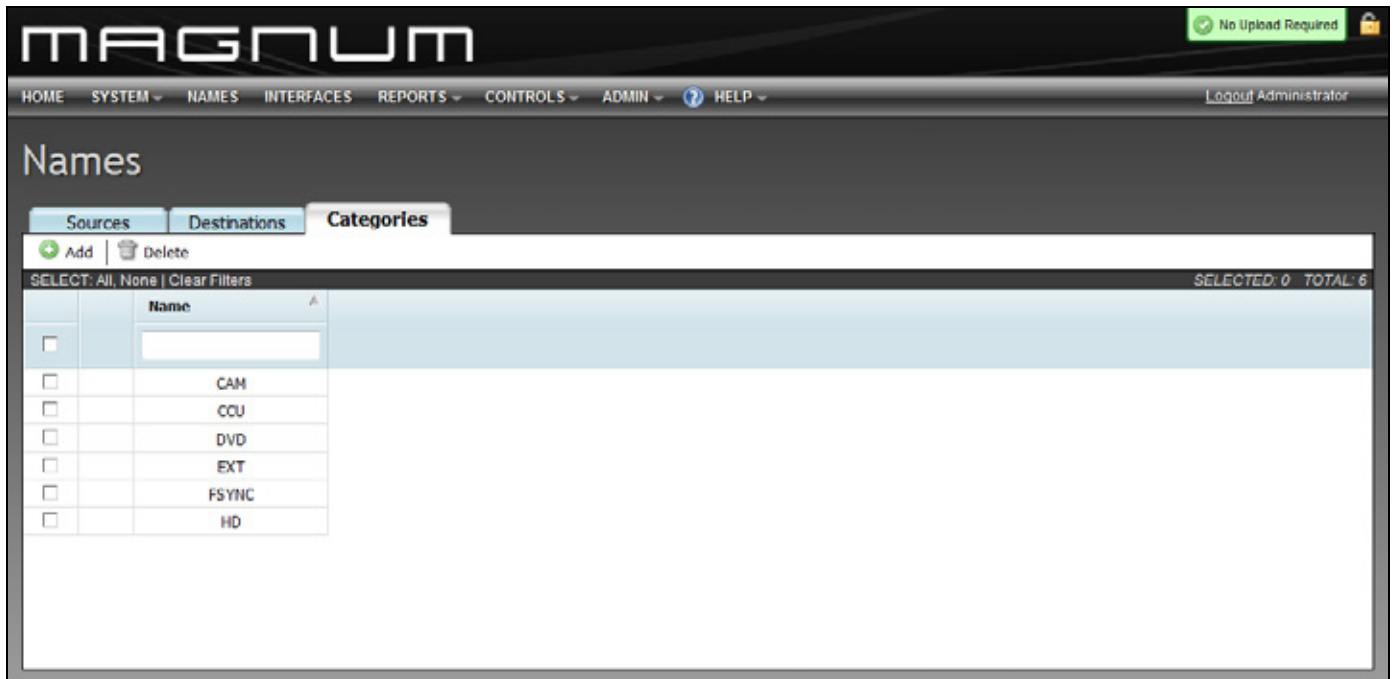 MAGNUM
No Upload Required
HOME SYSTEM NAMES INTERFACES REPORTS CONTROLS ADMIN HELP Logout Administrator
Names
Sources Destinations Categories
Add Delete
SELECT: All, None | Clear Filters SELECTED: 0 TOTAL: 6
Name
CAM
CCU
DVD
EXT
FSYNC
HD